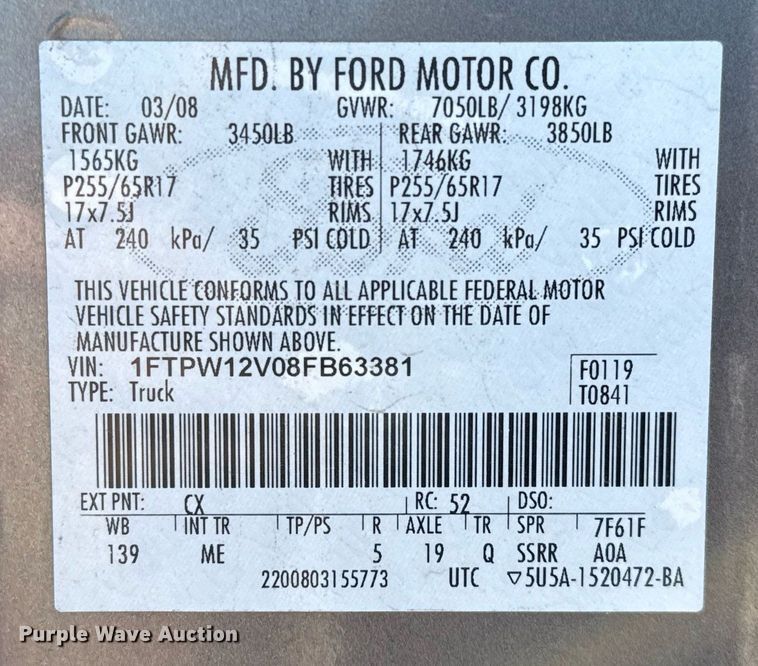 MFD. BY FORD MOTOR CO.
DATE: 03/08 GVWR: 7050LB/ 3198KG
FRONT GAWR: 3450LB REAR GAWR: 3850LB
1565KG WITH 1746KG WITH
P255/65R17 TIRES P255/65R17 TIRES
17x7.5J RIMS 17x7.5J RIMS
AT 240 kPa/ 35 PSI COLD AT 240 kPa/ 35 PSI COLD
THIS VEHICLE CONFORMS TO ALL APPLICABLE FEDERAL MOTOR
VEHICLE SAFETY STANDARDS IN EFFECT ON THE DATE OF
MANUFACTURE SHOWN ABOVE.
VIN: 1FTPW12V08FB63381 F0119
TYPE: Truck T0841
EXT PNT: CX RC: 52 DSO:
WB INT TR TP/PS R AXLE TR SPR 7F61F
139 ME 5 19 Q SSRR A0A
2200803155773 UTC ▽5U5A-1520472-BA
Purple Wave Auction